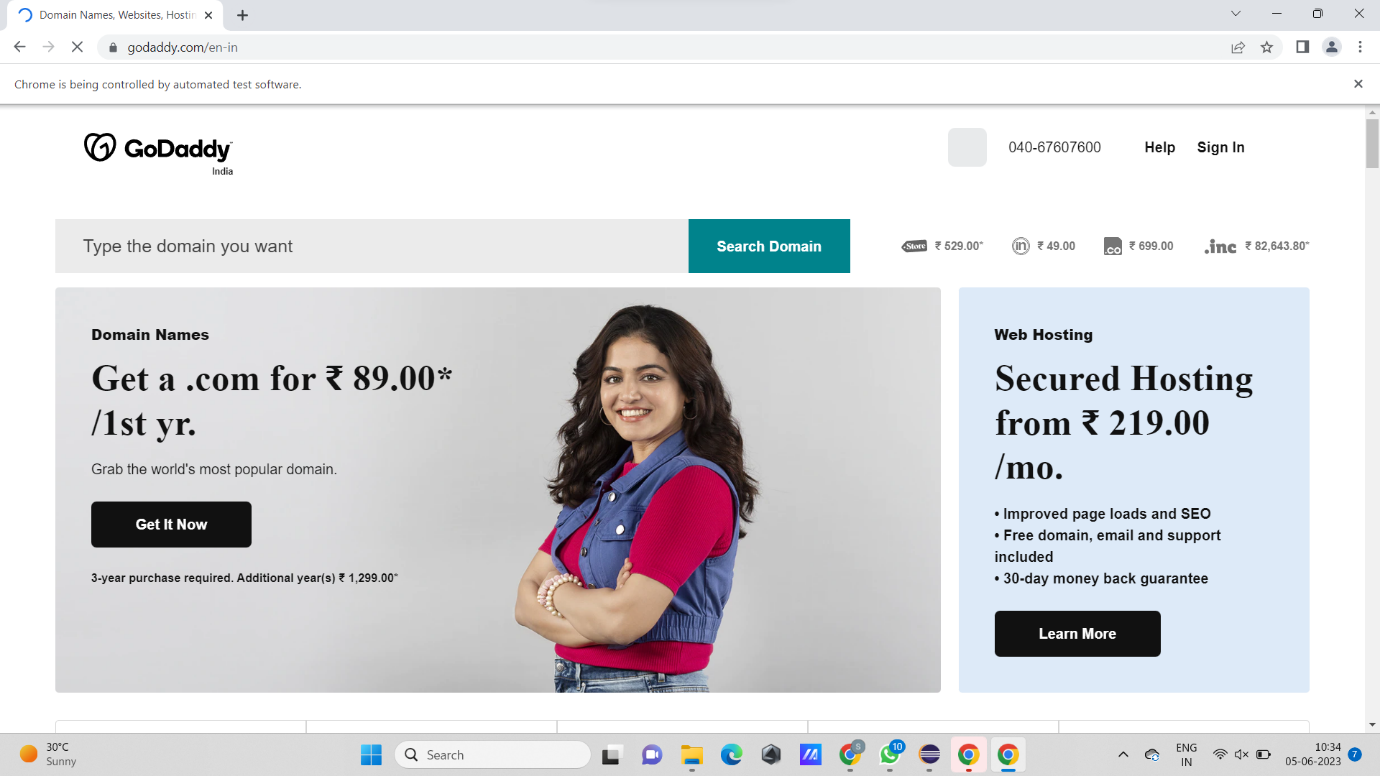 Domain Names, Websites, Hostin
godaddy.com/en-in
Chrome is being controlled by automated test software.
GoDaddy
India
040-67607600
Help
Sign In
Type the domain you want
Search Domain
.Store ₹ 529.00*
in ₹ 49.00
.co ₹ 699.00
.inc ₹ 82,643.80*
Domain Names
Get a .com for ₹ 89.00*
/1st yr.
Grab the world's most popular domain.
Get It Now
3-year purchase required. Additional year(s) ₹ 1,299.00*
Web Hosting
Secured Hosting
from ₹ 219.00
/mo.
• Improved page loads and SEO
• Free domain, email and support
included
• 30-day money back guarantee
Learn More
30°C
Sunny
Search
S
10
ENG
IN
10:34
05-06-2023
7